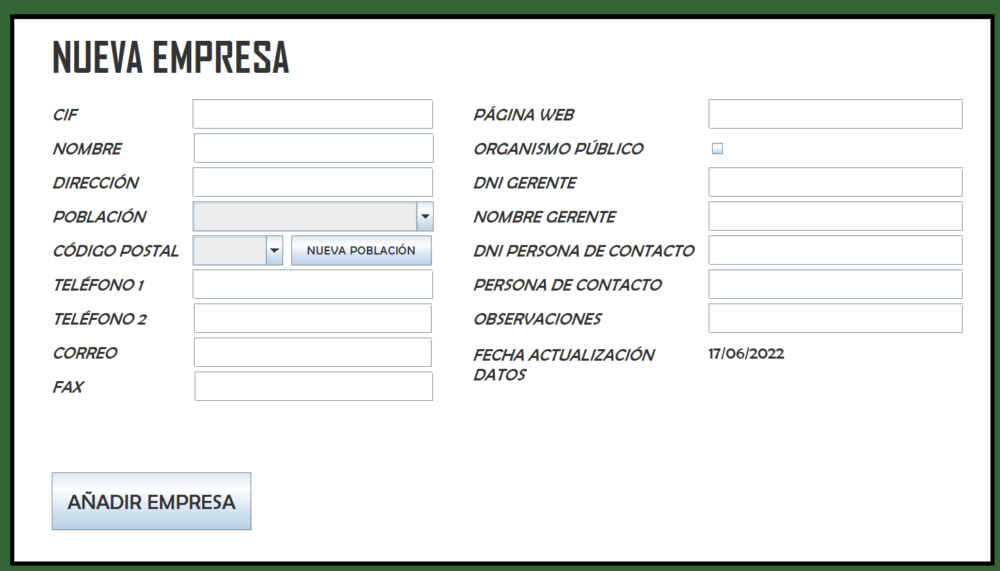 NUEVA EMPRESA
CIF
NOMBRE
DIRECCIÓN
POBLACIÓN
CÓDIGO POSTAL
NUEVA POBLACIÓN
TELÉFONO 1
TELÉFONO 2
CORREO
FAX
PÁGINA WEB
ORGANISMO PÚBLICO
DNI GERENTE
NOMBRE GERENTE
DNI PERSONA DE CONTACTO
PERSONA DE CONTACTO
OBSERVACIONES
FECHA ACTUALIZACIÓN
DATOS
17/06/2022
AÑADIR EMPRESA